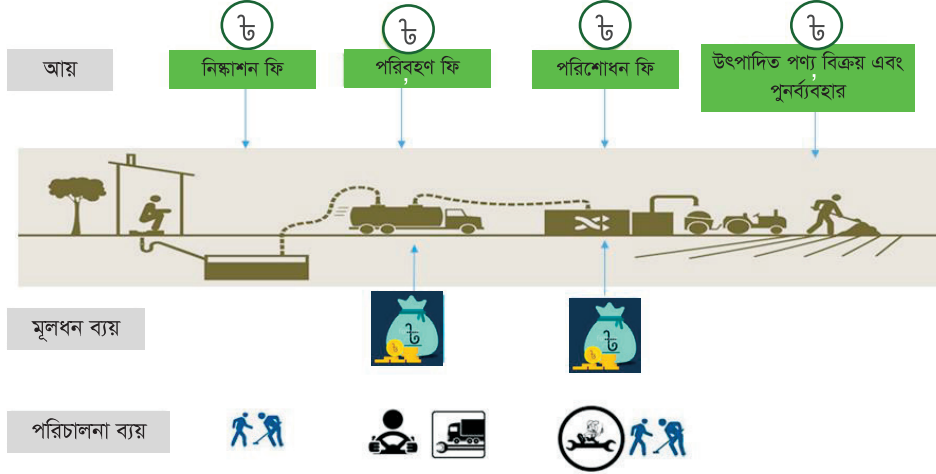 ৳ ৳ ৳ ৳
আয়
নিষ্কাশন ফি
পরিবহণ ফি
,
পরিশোধন ফি
উৎপাদিত পণ্য বিক্রয় এবং
,
পুনর্ব্যবহার
মূলধন ব্যয়
৳
৳
পরিচালনা ব্যয়